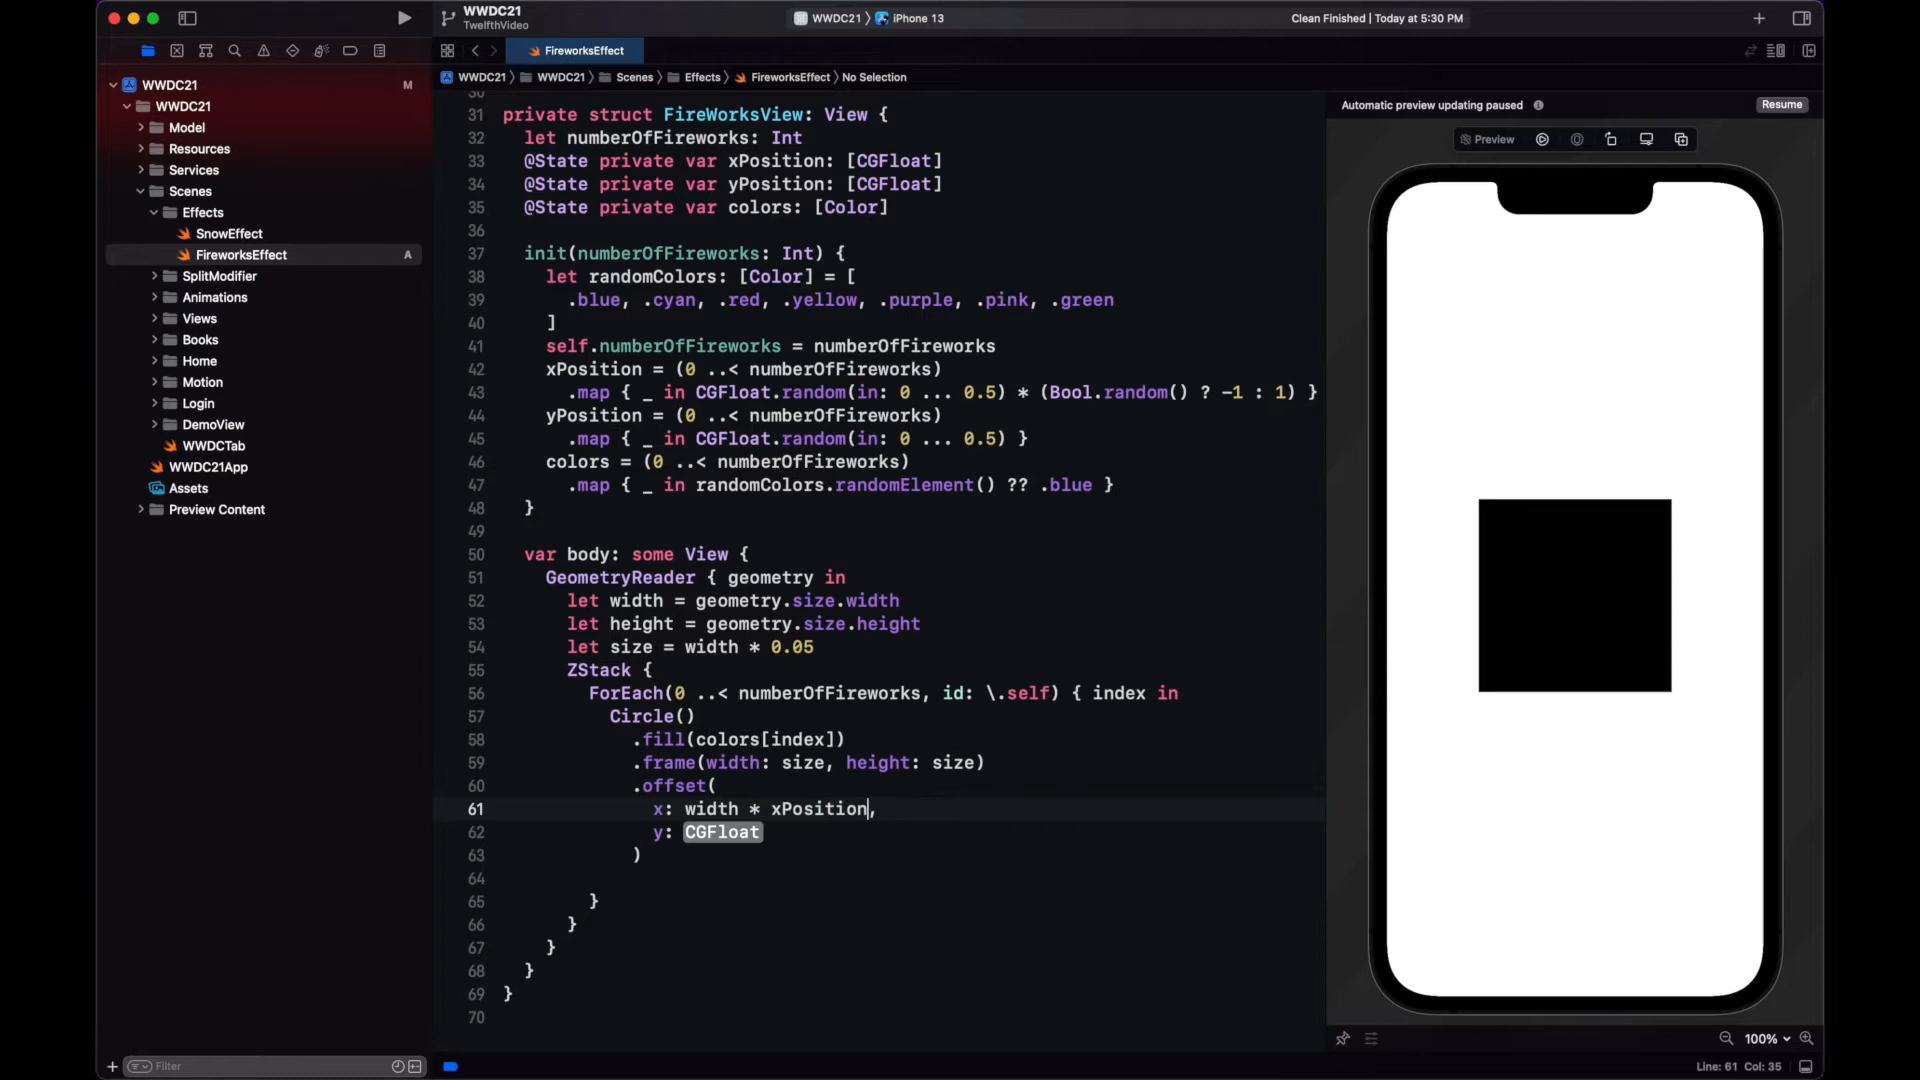 WWDC21
TwelfthVideo
WWDC21
iPhone 13
Clean Finished | Today at 5:30 PM
FireworksEffect
WWDC21
WWDC21
Scenes
Effects
FireworksEffect
No Selection
WWDC21 M
WWDC21
Model
Resources
Services
Scenes
Effects
SnowEffect
FireworksEffect A
SplitModifier
Animations
Views
Books
Home
Motion
Login
DemoView
WWDCTab
WWDC21App
Assets
Preview Content
Filter
30
31 private struct FireWorksView: View {
32 let numberOfFireworks: Int
33 @State private var xPosition: [CGFloat]
34 @State private var yPosition: [CGFloat]
35 @State private var colors: [Color]
36
37 init(numberOfFireworks: Int) {
38 let randomColors: [Color] = [
39 .blue, .cyan, .red, .yellow, .purple, .pink, .green
40 ]
41 self.numberOfFireworks = numberOfFireworks
42 xPosition = (0 ..< numberOfFireworks)
43 .map { _ in CGFloat.random(in: 0 ... 0.5) * (Bool.random() ? -1 : 1) }
44 yPosition = (0 ..< numberOfFireworks)
45 .map { _ in CGFloat.random(in: 0 ... 0.5) }
46 colors = (0 ..< numberOfFireworks)
47 .map { _ in randomColors.randomElement() ?? .blue }
48 }
49
50 var body: some View {
51 GeometryReader { geometry in
52 let width = geometry.size.width
53 let height = geometry.size.height
54 let size = width * 0.05
55 ZStack {
56 ForEach(0 ..< numberOfFireworks, id: \.self) { index in
57 Circle()
58 .fill(colors[index])
59 .frame(width: size, height: size)
60 .offset(
61 x: width * xPosition,
62 y: CGFloat
63 )
64
65 }
66 }
67 }
68 }
69 }
70
Automatic preview updating paused
Resume
Preview
100%
Line: 61 Col: 35